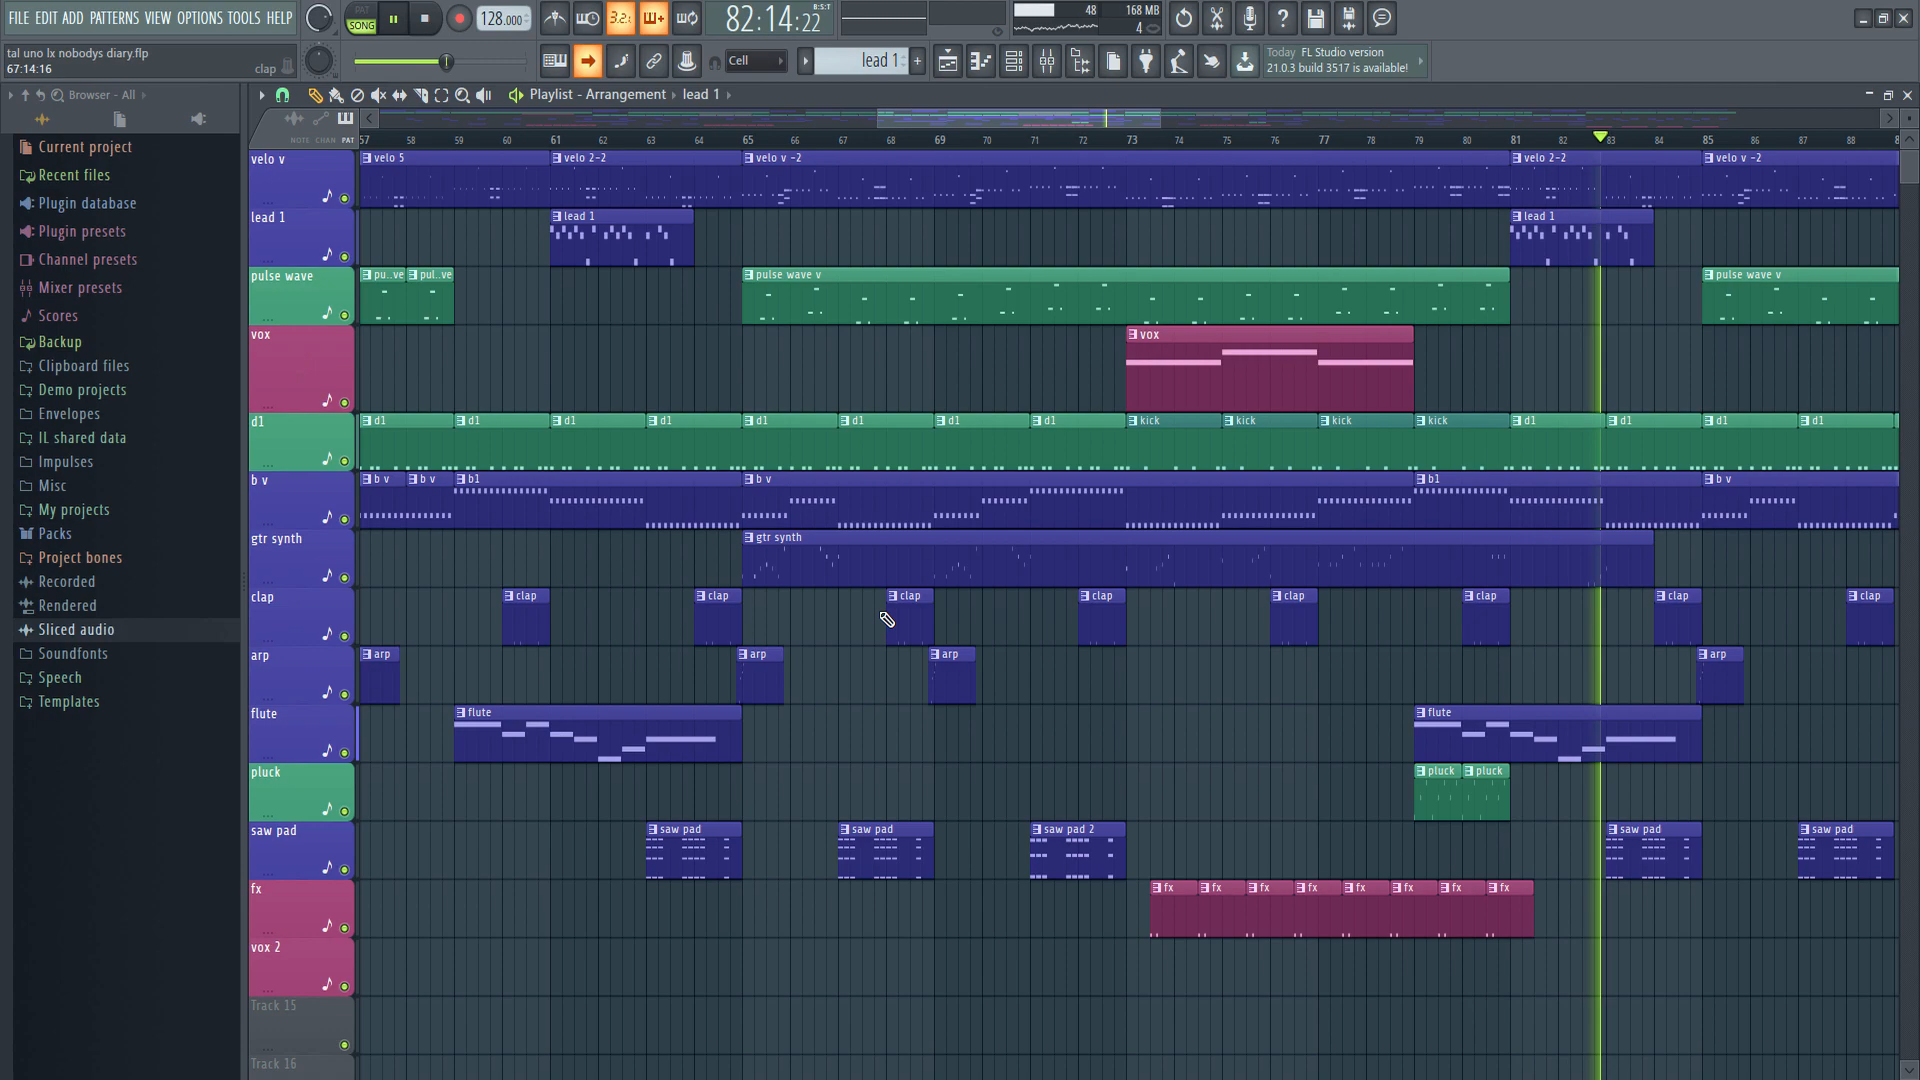 FILE EDIT ADD PATTERNS VIEW OPTIONS TOOLS HELP
PAT
SONG
128.000
3.2.
82:14:22
B:S:T
48
168 MB
4
tal uno lx nobodys diary.flp
67:14:16
clap
Cell
lead 1
Today FL Studio version
21.0.3 build 3517 is available!
Browser - All
Playlist - Arrangement
lead 1
NOTE CHAN PAT
57 58 59 60 61 62 63 64 65 66 67 68 69 70 71 72 73 74 75 76 77 78 79 80 81 82 83 84 85 86 87 88
Current project
Recent files
Plugin database
Plugin presets
Channel presets
Mixer presets
Scores
Backup
Clipboard files
Demo projects
Envelopes
IL shared data
Impulses
Misc
My projects
Packs
Project bones
Recorded
Rendered
Sliced audio
Soundfonts
Speech
Templates
velo v
velo 5 velo 2-2 velo v -2 velo 2-2 velo v -2
lead 1
lead 1 lead 1
pulse wave
pu..ve pul..ve pulse wave v pulse wave v
vox
vox
d1
d1 d1 d1 d1 d1 d1 d1 d1 kick kick kick kick d1 d1 d1 d1
b v
b v b v b1 b v b1 b v
gtr synth
gtr synth
clap
clap clap clap clap clap clap clap clap
arp
arp arp arp arp
flute
flute flute
pluck
pluck pluck
saw pad
saw pad saw pad saw pad 2 saw pad saw pad
fx
fx fx fx fx fx fx fx fx
vox 2
Track 15
Track 16